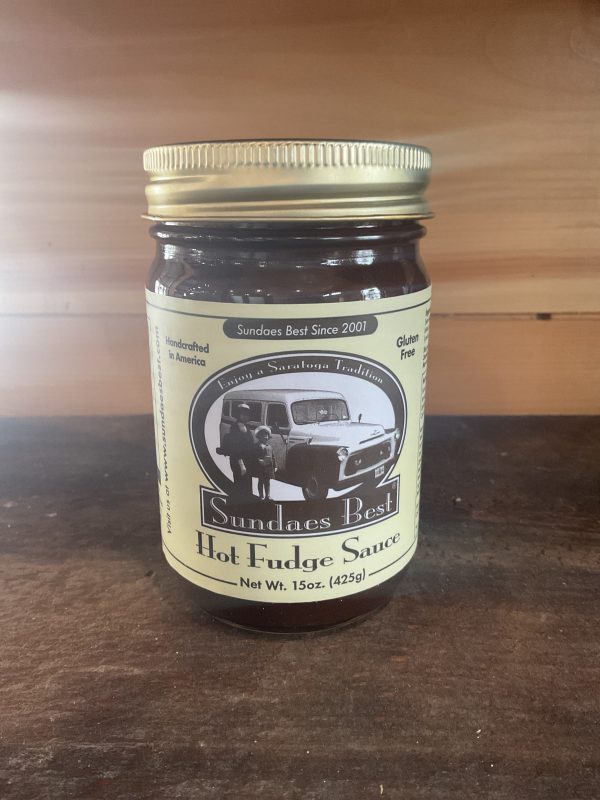 Sundaes Best Since 2001
Handcrafted
in America
Gluten
Free
Enjoy a Saratoga Tradition
Sundaes Best
Hot Fudge Sauce
Net Wt. 15oz. (425g)
Visit us at www.sundaesbest.com